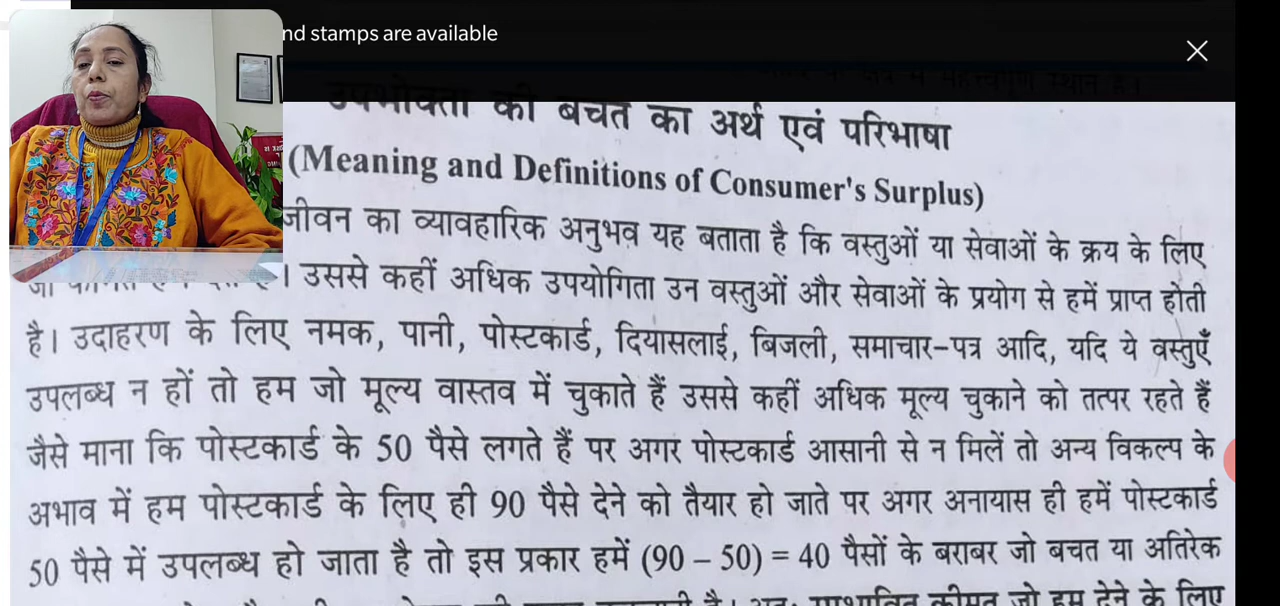 nd stamps are available
उपभोक्ता की बचत का अर्थ एवं परिभाषा
(Meaning and Definitions of Consumer's Surplus)
जीवन का व्यावहारिक अनुभव यह बताता है कि वस्तुओं या सेवाओं के क्रय के लिए
। उससे कहीं अधिक उपयोगिता उन वस्तुओं और सेवाओं के प्रयोग से हमें प्राप्त होती
है। उदाहरण के लिए नमक, पानी, पोस्टकार्ड, दियासलाई, बिजली, समाचार-पत्र आदि, यदि ये वस्तुएँ
उपलब्ध न हों तो हम जो मूल्य वास्तव में चुकाते हैं उससे कहीं अधिक मूल्य चुकाने को तत्पर रहते हैं
जैसे माना कि पोस्टकार्ड के 50 पैसे लगते हैं पर अगर पोस्टकार्ड आसानी से न मिलें तो अन्य विकल्प के
अभाव में हम पोस्टकार्ड के लिए ही 90 पैसे देने को तैयार हो जाते पर अगर अनायास ही हमें पोस्टकार्ड
50 पैसे में उपलब्ध हो जाता है तो इस प्रकार हमें (90 – 50) = 40 पैसों के बराबर जो बचत या अतिरेक
जो हम देने के लिए